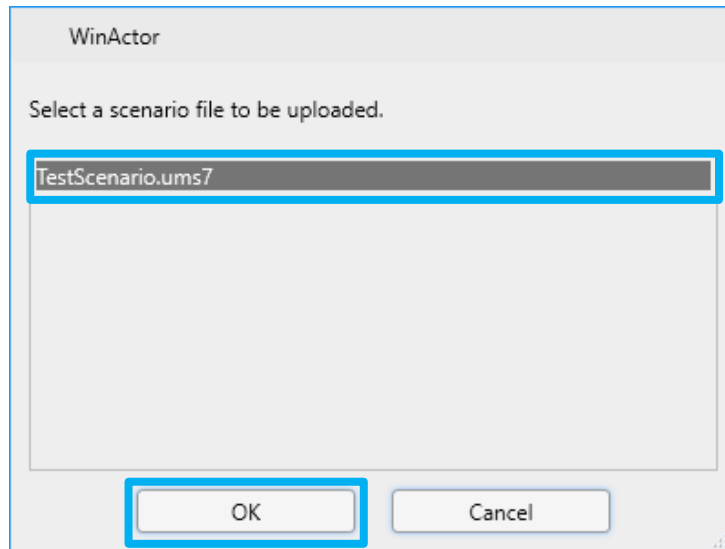 WinActor
Select a scenario file to be uploaded.
TestScenario.ums7
OK
Cancel